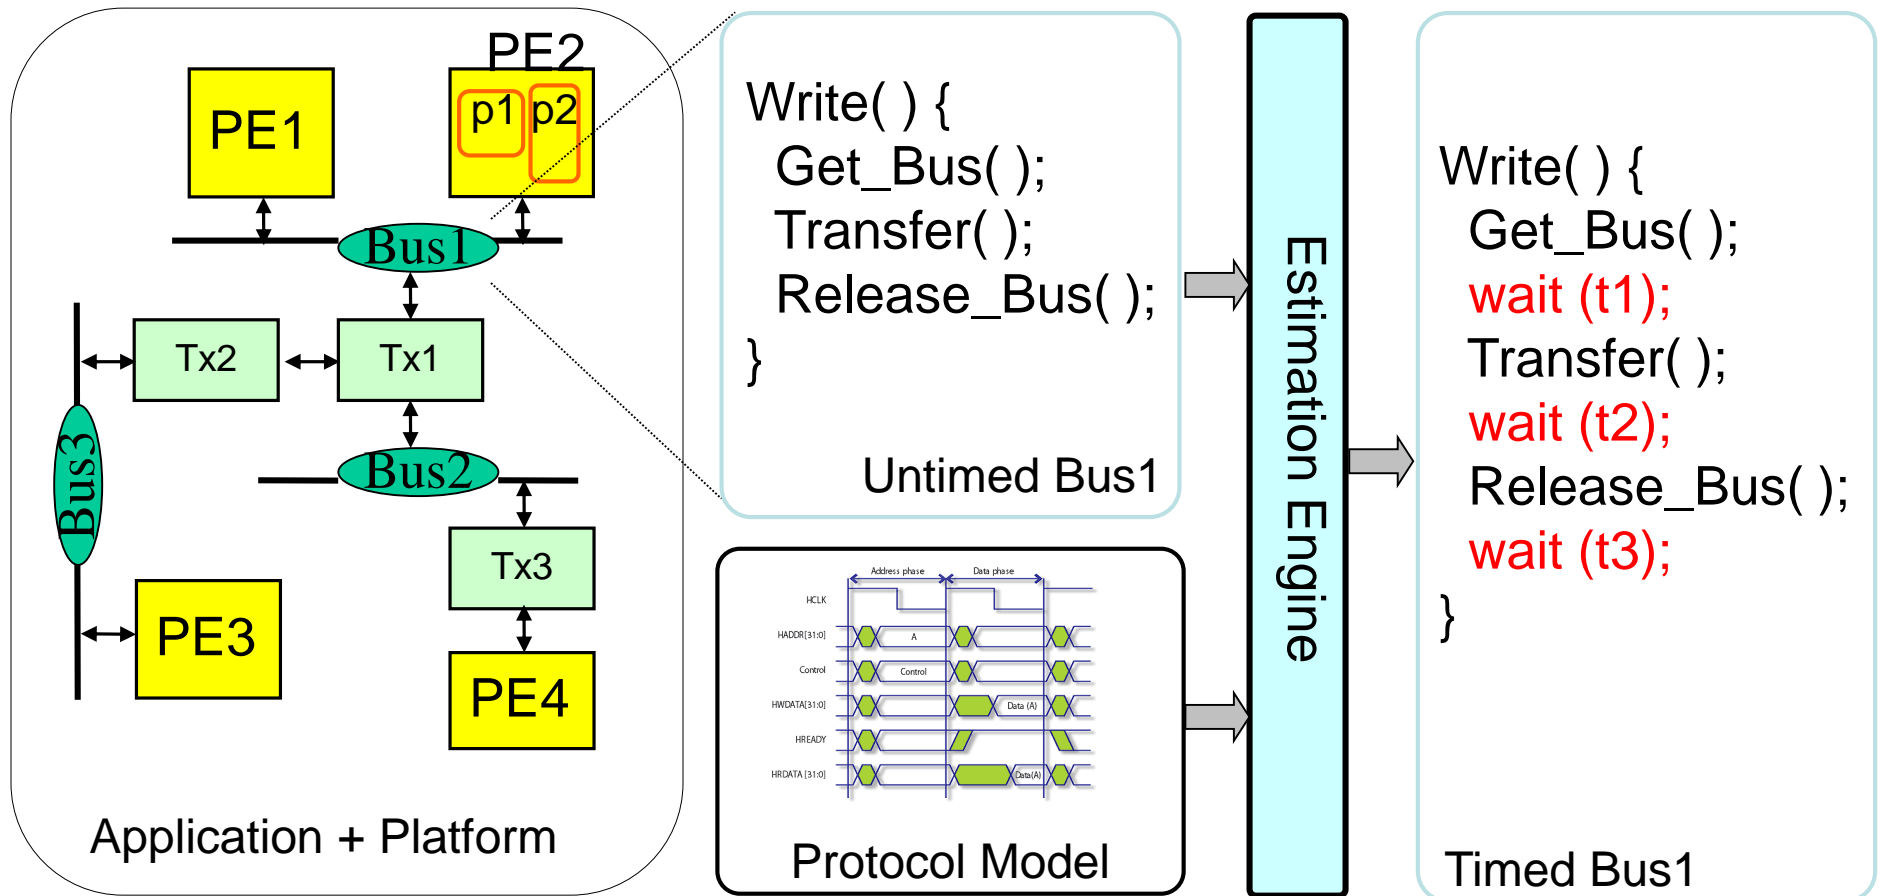 PE2
PE1
p1
p2
Bus1
Tx2
Tx1
Bus3
Bus2
Tx3
PE3
PE4
Application + Platform
Write( ) {
Get_Bus( );
Transfer( );
Release_Bus( );
}
Untimed Bus1
Address phase
Data phase
HCLK
HADDR[31:0]
A
Control
Control
HWDATA[31:0]
Data (A)
HREADY
HRDATA [31:0]
Data(A)
Protocol Model
Estimation Engine
Write( ) {
Get_Bus( );
wait (t1);
Transfer( );
wait (t2);
Release_Bus( );
wait (t3);
}
Timed Bus1